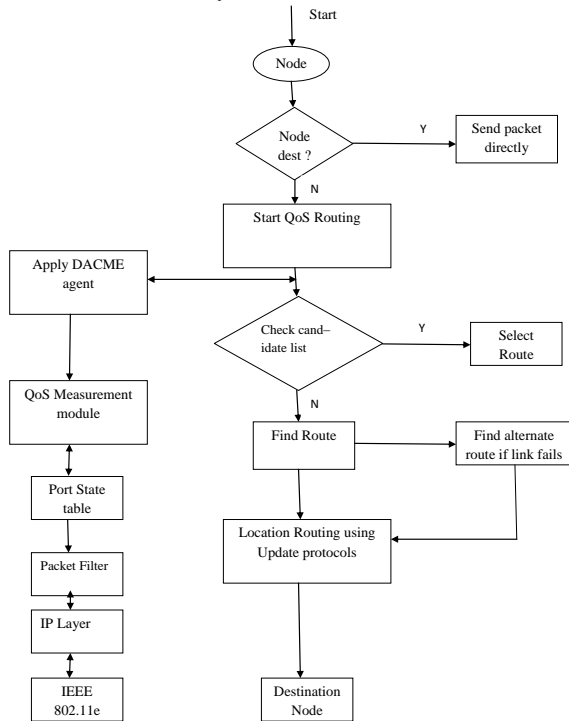 Start
Node
Node
dest ?
Y
Send packet
directly
N
Start QoS Routing
Apply DACME
agent
Check cand–
idate list
Y
Select
Route
N
QoS Measurement
module
Find Route
Find alternate
route if link fails
Port State
table
Location Routing using
Update protocols
Packet Filter
IP Layer
IEEE
802.11e
Destination
Node